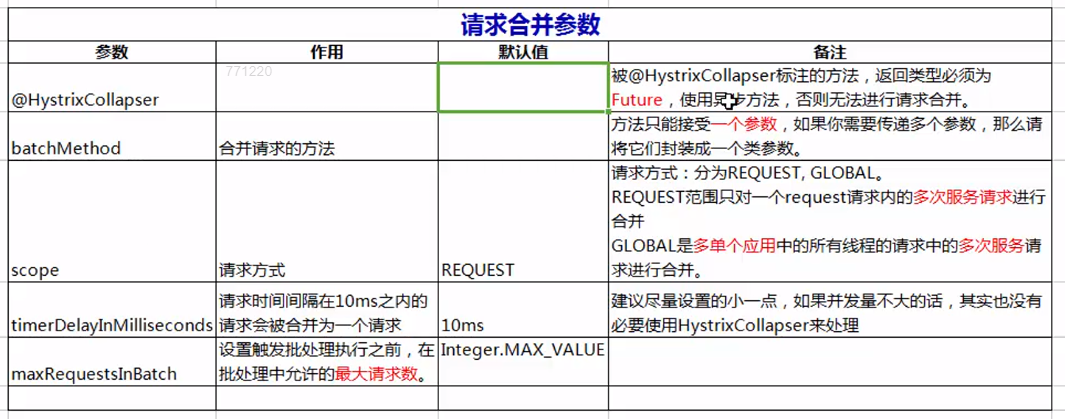 请求合并参数
参数 作用 默认值 备注
771220
@HystrixCollapser
被@HystrixCollapser标注的方法，返回类型必须为
Future，使用异步方法，否则无法进行请求合并。
batchMethod 合并请求的方法
方法只能接受一个参数，如果你需要传递多个参数，那么请
将它们封装成一个类参数。
scope 请求方式 REQUEST
请求方式：分为REQUEST, GLOBAL。
REQUEST范围只对一个request请求内的多次服务请求进行
合并
GLOBAL是多单个应用中的所有线程的请求中的多次服务请
求进行合并。
timerDelayInMilliseconds
请求时间间隔在10ms之内的
请求会被合并为一个请求
10ms
建议尽量设置的小一点，如果并发量不大的话，其实也没有
必要使用HystrixCollapser来处理
maxRequestsInBatch
设置触发批处理执行之前，在
批处理中允许的最大请求数。
Integer.MAX_VALUE